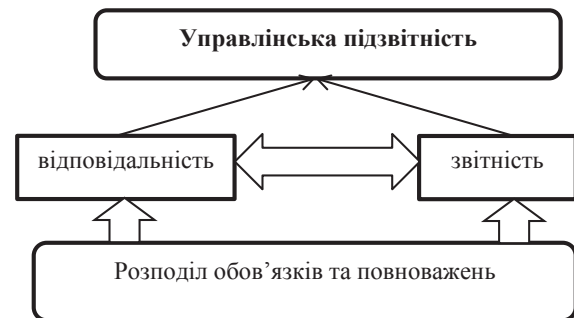 Управлінська підзвітність
відповідальність
звітність
Розподіл обов’язків та повноважень